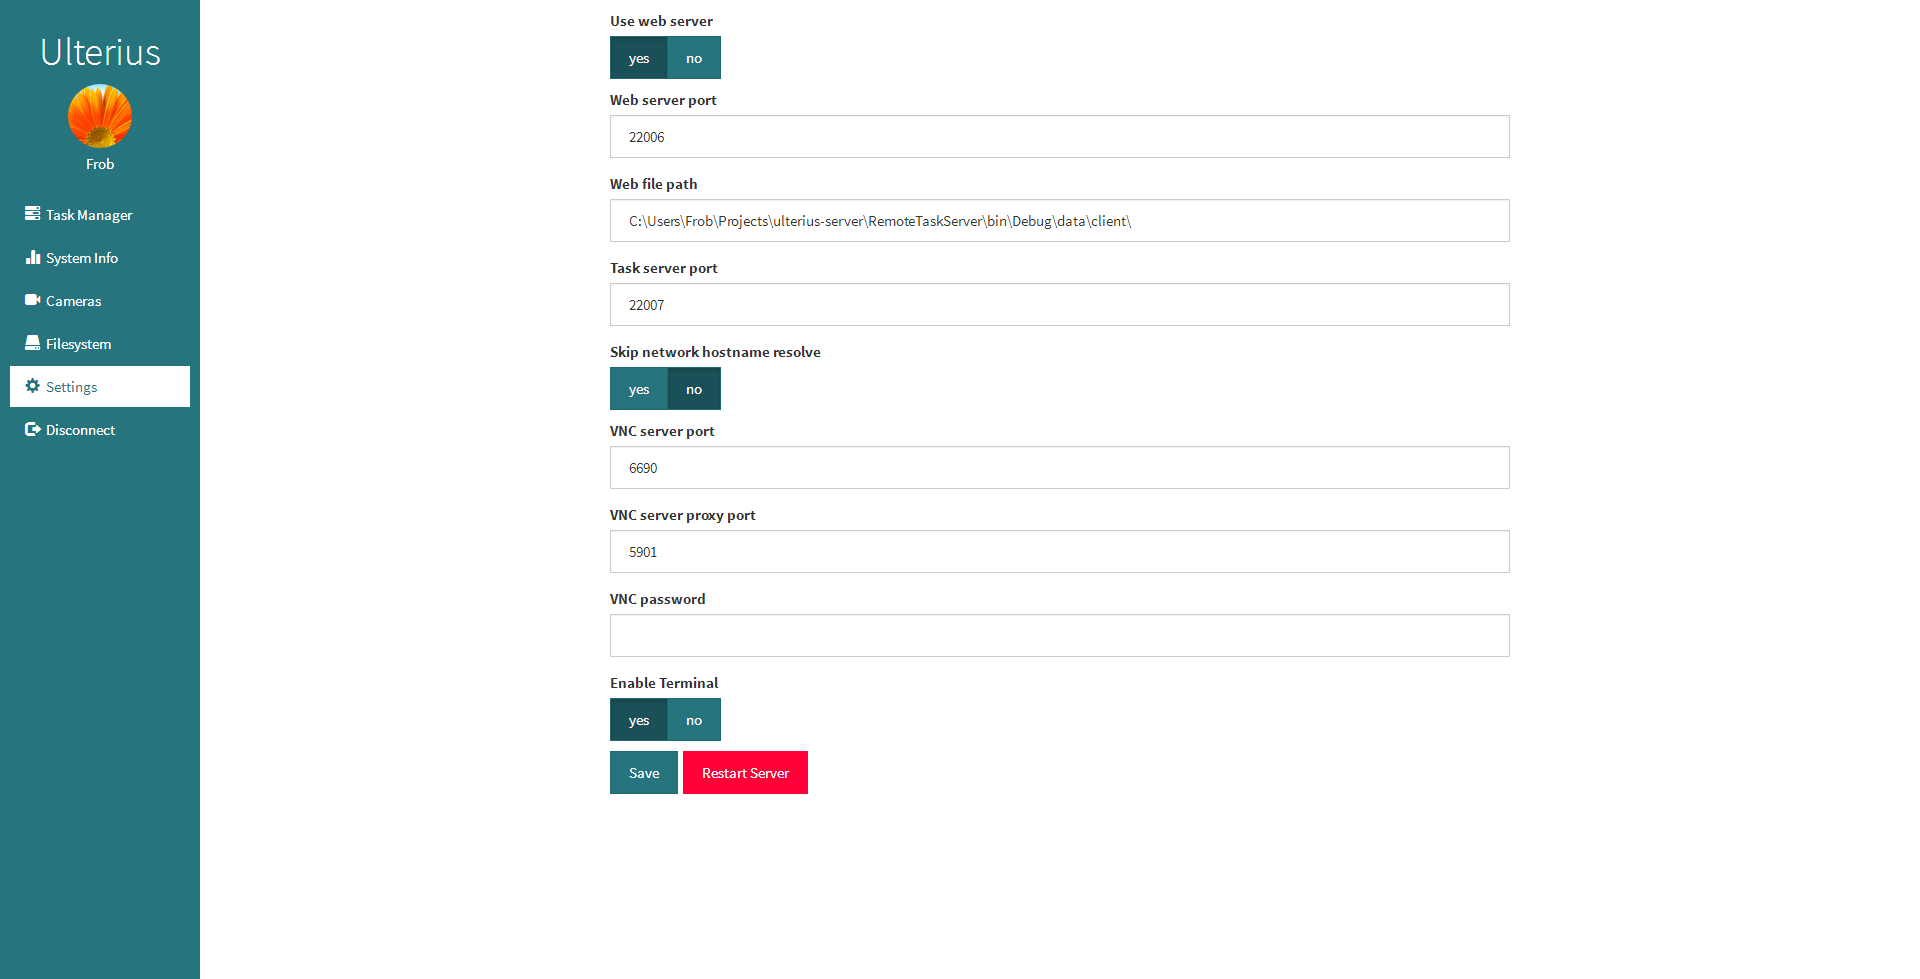 Ulterius
Frob
Task Manager
System Info
Cameras
Filesystem
Settings
Disconnect
Use web server
yes no
Web server port
22006
Web file path
C:\Users\Frob\Projects\ulterius-server\RemoteTaskServer\bin\Debug\data\client\
Task server port
22007
Skip network hostname resolve
yes no
VNC server port
6690
VNC server proxy port
5901
VNC password
Enable Terminal
yes no
Save Restart Server